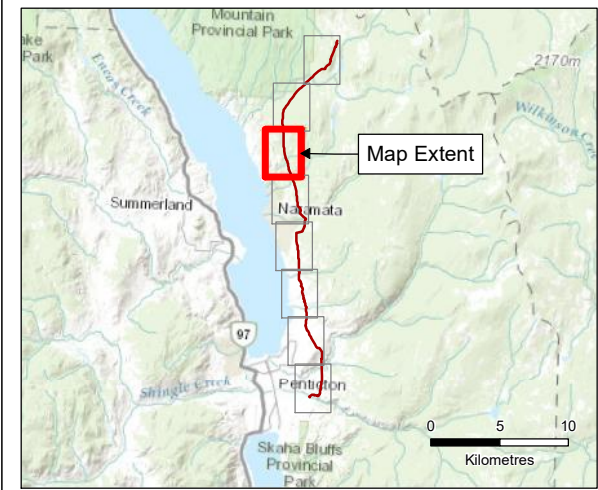 Mountain
Provincial Park
ke
Park
Eneas Creek
2170m
Wilkinson Creek
Map Extent
Summerland
Naramata
97
Shingle Creek
Penticton
0 5 10
Kilometres
Skaha Bluffs
Provincial
Park